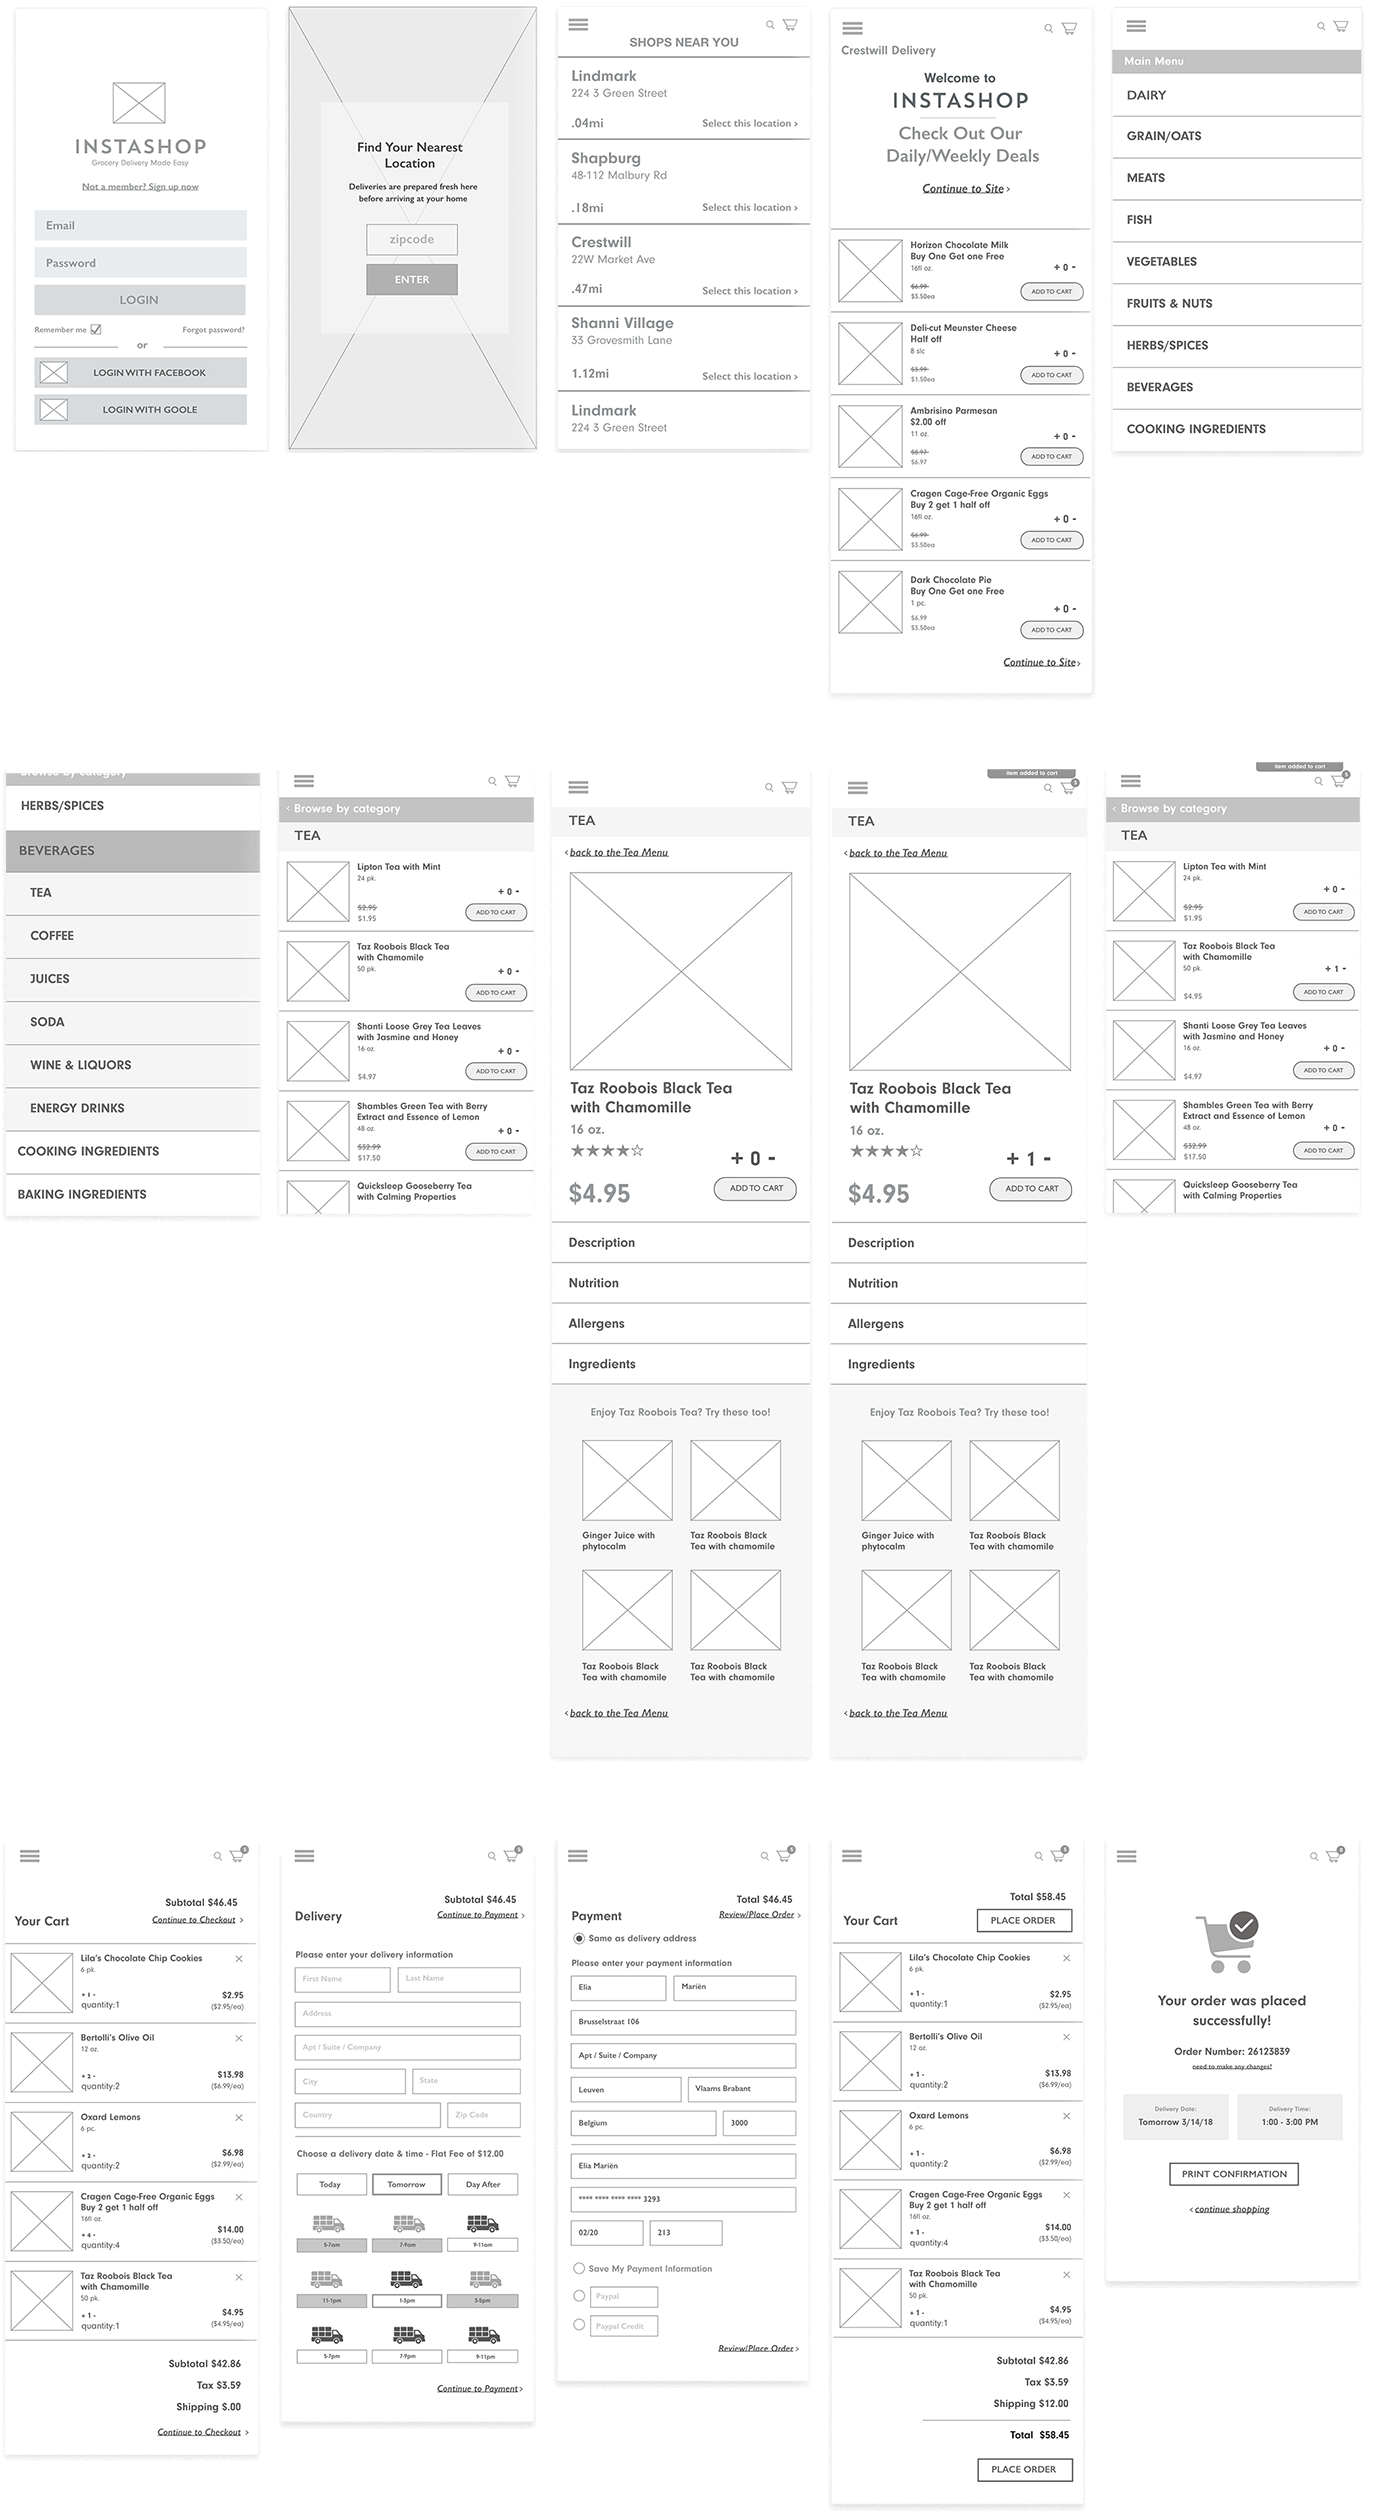 INSTASHOP
Grocery Delivery Made Easy
Not a member? Sign up now
Email
Password
LOGIN
Remember me
Forgot password?
or
LOGIN WITH FACEBOOK
LOGIN WITH GOOLE
Find Your Nearest
Location
Deliveries are prepared fresh here
before arriving at your home
zipcode
ENTER
SHOPS NEAR YOU
Lindmark
224 3 Green Street
.04mi
Select this location >
Shapburg
48-112 Malbury Rd
.18mi
Select this location >
Crestwill
22W Market Ave
.47mi
Select this location >
Shanni Village
33 Grovesmith Lane
1.12mi
Select this location >
Lindmark
224 3 Green Street
Crestwill Delivery
Welcome to
INSTASHOP
Check Out Our
Daily/Weekly Deals
Continue to Site >
Horizon Chocolate Milk
Buy One Get one Free
16fl oz.
+ 0 -
$6.99
$3.50ea
ADD TO CART
Deli-cut Meunster Cheese
Half off
8 slc
+ 0 -
$3.99
$1.50ea
ADD TO CART
Ambrisino Parmesan
$2.00 off
11 oz.
+ 0 -
$8.97
$6.97
ADD TO CART
Cragen Cage-Free Organic Eggs
Buy 2 get 1 half off
16fl oz.
+ 0 -
$6.99
$3.50ea
ADD TO CART
Dark Chocolate Pie
Buy One Get one Free
1 pc.
+ 0 -
$6.99
$3.50ea
ADD TO CART
Continue to Site >
Main Menu
DAIRY
GRAIN/OATS
MEATS
FISH
VEGETABLES
FRUITS & NUTS
HERBS/SPICES
BEVERAGES
COOKING INGREDIENTS
Browse by category
HERBS/SPICES
BEVERAGES
TEA
COFFEE
JUICES
SODA
WINE & LIQUORS
ENERGY DRINKS
COOKING INGREDIENTS
BAKING INGREDIENTS
< Browse by category
TEA
Lipton Tea with Mint
24 pk.
+ 0 -
$2.95
$1.95
ADD TO CART
Taz Roobois Black Tea
with Chamomile
50 pk.
+ 0 -
ADD TO CART
Shanti Loose Grey Tea Leaves
with Jasmine and Honey
16 oz.
+ 0 -
$4.97
ADD TO CART
Shambles Green Tea with Berry
Extract and Essence of Lemon
48 oz.
+ 0 -
$32.99
$17.50
ADD TO CART
Quicksleep Gooseberry Tea
with Calming Properties
TEA
< back to the Tea Menu
Taz Roobois Black Tea
with Chamomille
16 oz.
+ 0 -
$4.95
ADD TO CART
Description
Nutrition
Allergens
Ingredients
Enjoy Taz Roobois Tea? Try these too!
Ginger Juice with
phytocalm
Taz Roobois Black
Tea with chamomile
Taz Roobois Black
Tea with chamomile
Taz Roobois Black
Tea with chamomile
< back to the Tea Menu
item added to cart
5
TEA
< back to the Tea Menu
Taz Roobois Black Tea
with Chamomille
16 oz.
+ 1 -
$4.95
ADD TO CART
Description
Nutrition
Allergens
Ingredients
Enjoy Taz Roobois Tea? Try these too!
Ginger Juice with
phytocalm
Taz Roobois Black
Tea with chamomile
Taz Roobois Black
Tea with chamomile
Taz Roobois Black
Tea with chamomile
< back to the Tea Menu
item added to cart
5
< Browse by category
TEA
Lipton Tea with Mint
24 pk.
+ 0 -
$2.95
$1.95
ADD TO CART
Taz Roobois Black Tea
with Chamomille
50 pk.
+ 1 -
$4.95
ADD TO CART
Shanti Loose Grey Tea Leaves
with Jasmine and Honey
16 oz.
+ 0 -
$4.97
ADD TO CART
Shambles Green Tea with Berry
Extract and Essence of Lemon
48 oz.
+ 0 -
$32.99
$17.50
ADD TO CART
Quicksleep Gooseberry Tea
with Calming Properties
5
Subtotal $46.45
Your Cart
Continue to Checkout >
Lila's Chocolate Chip Cookies
6 pk.
+ 1 -
$2.95
quantity:1
($2.95/ea)
Bertolli's Olive Oil
12 oz.
+ 2 -
$13.98
quantity:2
($6.99/ea)
Oxard Lemons
6 pc.
+ 2 -
$6.98
quantity:2
($2.99/ea)
Cragen Cage-Free Organic Eggs
Buy 2 get 1 half off
16fl oz.
+ 4 -
$14.00
quantity:4
($3.50/ea)
Taz Roobois Black Tea
with Chamomille
50 pk.
+ 1 -
$4.95
quantity:1
($4.95/ea)
Subtotal $42.86
Tax $3.59
Shipping $.00
Continue to Checkout >
5
Subtotal $46.45
Delivery
Continue to Payment >
Please enter your delivery information
First Name
Last Name
Address
Apt / Suite / Company
City
State
Country
Zip Code
Choose a delivery date & time - Flat Fee of $12.00
Today
Tomorrow
Day After
5-7am
7-9am
9-11am
11-1pm
1-3pm
3-5pm
5-7pm
7-9pm
9-11pm
Continue to Payment >
5
Total $46.45
Payment
Review/Place Order >
Same as delivery address
Please enter your payment information
Elia
Mariën
Brusselstraat 106
Apt / Suite / Company
Leuven
Vlaams Brabant
Belgium
3000
Elia Mariën
**** **** **** **** 3293
02/20
213
Save My Payment Information
Paypal
Paypal Credit
Review/Place Order >
5
Total $58.45
Your Cart
PLACE ORDER
Lila's Chocolate Chip Cookies
6 pk.
+ 1 -
$2.95
quantity:1
($2.95/ea)
Bertolli's Olive Oil
12 oz.
+ 1 -
$13.98
quantity:2
($6.99/ea)
Oxard Lemons
6 pc.
+ 1 -
$6.98
quantity:2
($2.99/ea)
Cragen Cage-Free Organic Eggs
Buy 2 get 1 half off
16fl oz.
+ 1 -
$14.00
quantity:4
($3.50/ea)
Taz Roobois Black Tea
with Chamomille
50 pk.
+ 1 -
$4.95
quantity:1
($4.95/ea)
Subtotal $42.86
Tax $3.59
Shipping $12.00
Total $58.45
PLACE ORDER
0
Your order was placed
successfully!
Order Number: 26123839
need to make any changes?
Delivery Date:
Tomorrow 3/14/18
Delivery Time:
1:00 - 3:00 PM
PRINT CONFIRMATION
< continue shopping